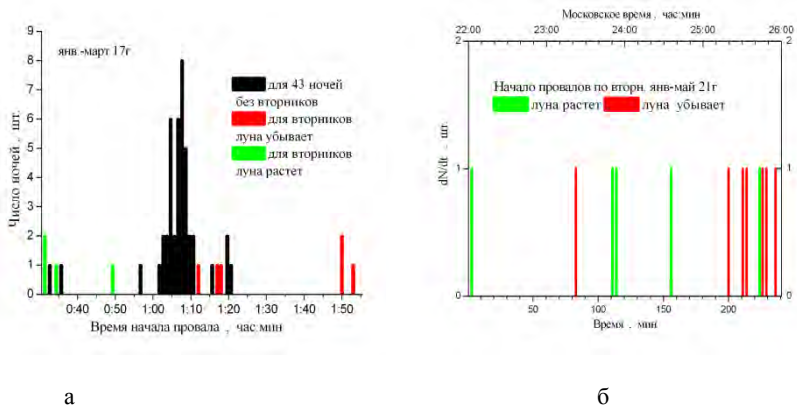 янв -март 17г
для 43 ночей
без вторников
для вторников
луна убывает
для вторников
луна растет
Число ночей , шт.
9
8
7
6
5
4
3
2
1
0
0:40 0:50 1:00 1:10 1:20 1:30 1:40 1:50
Время начала провала , час мин
а
Московское время , час:мин
22:00 23:00 24:00 25:00 26:00
Начало провалов по вторн. янв-май 21г
луна растет луна убывает
dN/dt , шт.
2 2
1 1
0 0
50 100 150 200
Время , мин
б